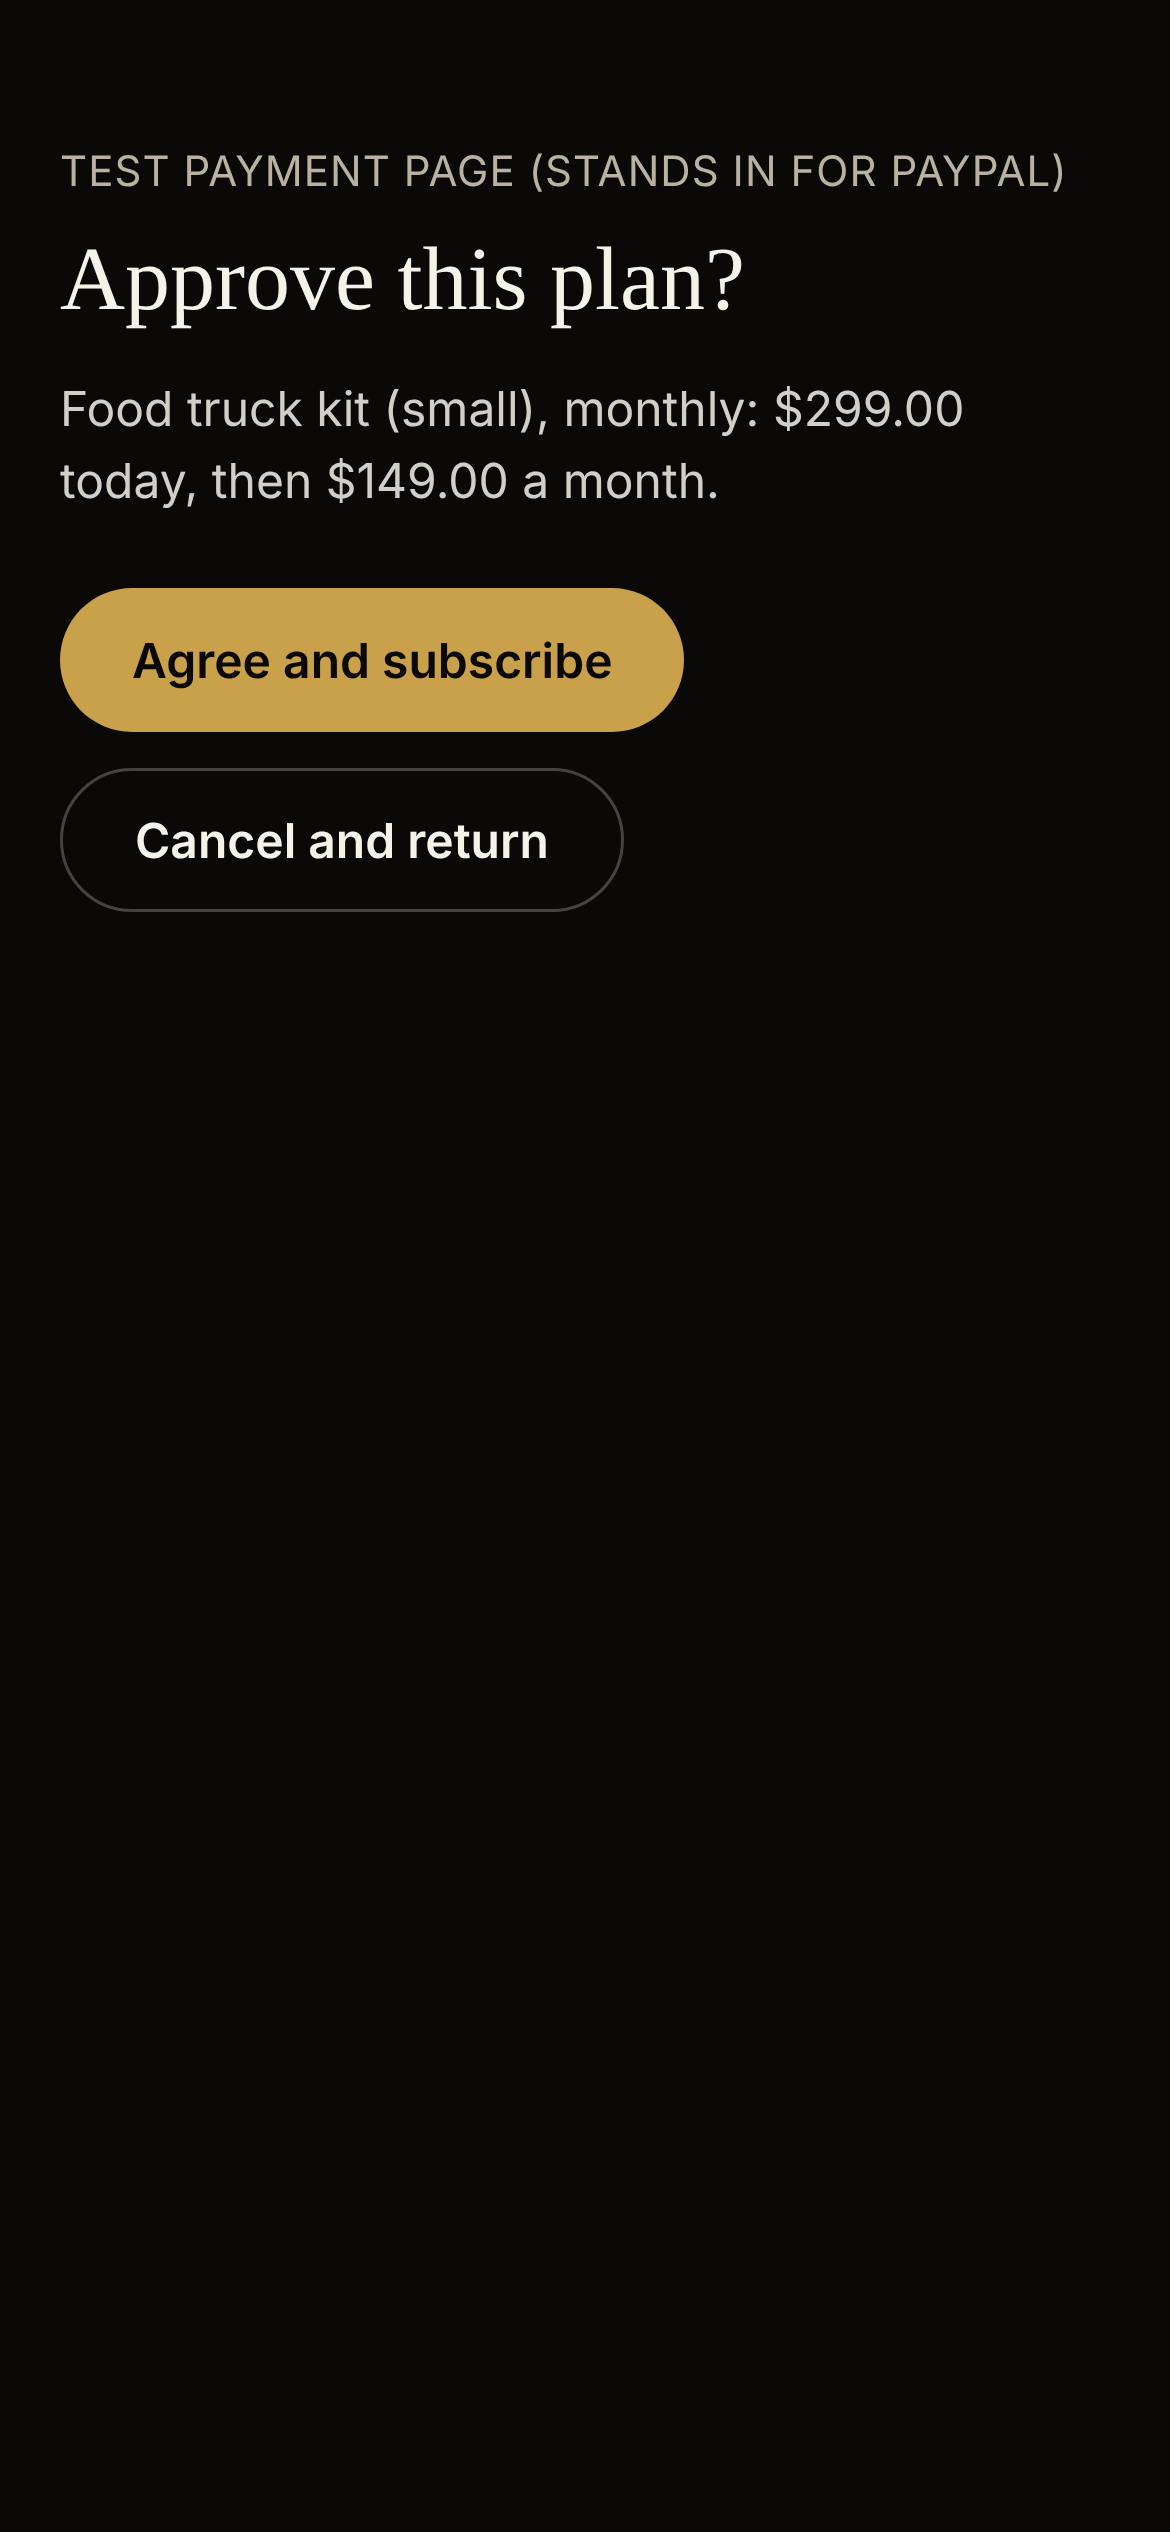 TEST PAYMENT PAGE (STANDS IN FOR PAYPAL)
Approve this plan?
Food truck kit (small), monthly: $299.00
today, then $149.00 a month.
Agree and subscribe
Cancel and return